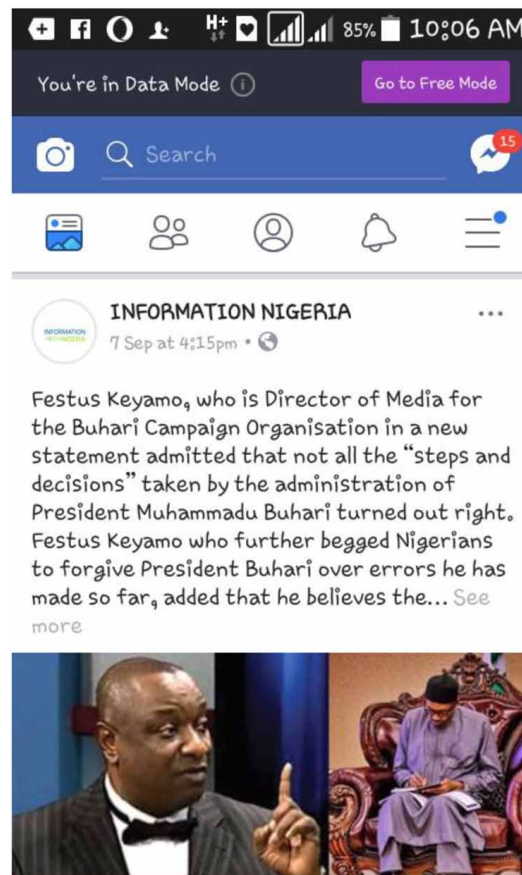 H+ 85% 10:06 AM
You're in Data Mode
Go to Free Mode
Search
15
INFORMATION NIGERIA
INFORMATION
NIGERIA
7 Sep at 4:15pm •
Festus Keyamo, who is Director of Media for
the Buhari Campaign Organisation in a new
statement admitted that not all the “steps and
decisions” taken by the administration of
President Muhammadu Buhari turned out right.
Festus Keyamo who further begged Nigerians
to forgive President Buhari over errors he has
made so far, added that he believes the... See
more